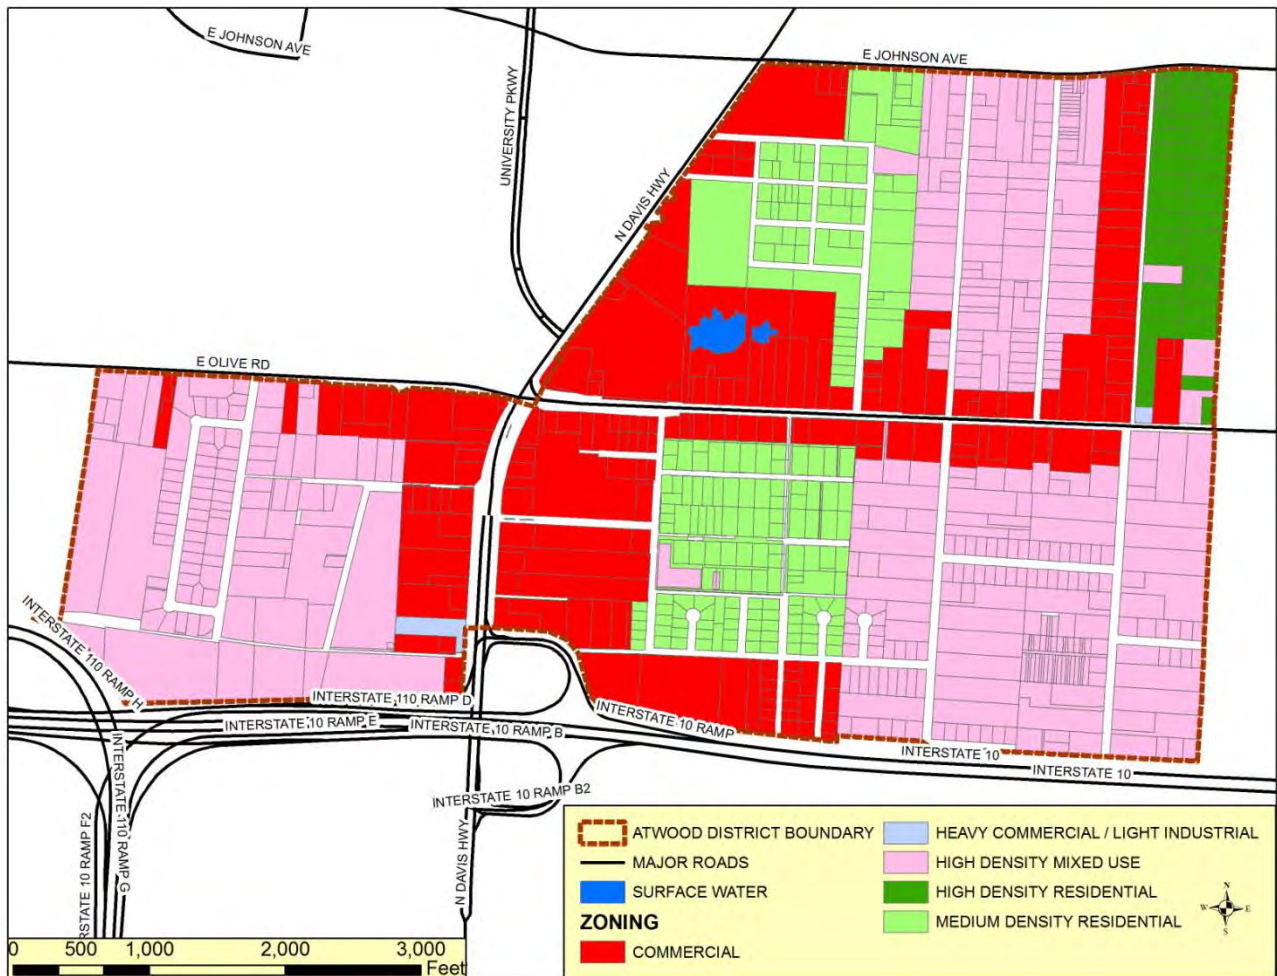 E JOHNSON AVE
E JOHNSON AVE
UNIVERSITY PKWY
N DAVIS HWY
E OLIVE RD
INTERSTATE 110 RAMP H
INTERSTATE 110 RAMP D
INTERSTATE 10 RAMP E
INTERSTATE 10 RAMP B
INTERSTATE 10 RAMP
INTERSTATE 10
INTERSTATE 10
INTERSTATE 110 RAMP G
INTERSTATE 10 RAMP B2
RSTATE 10 RAMP F2
N DAVIS HWY
ATWOOD DISTRICT BOUNDARY
MAJOR ROADS
SURFACE WATER
ZONING
COMMERCIAL
HEAVY COMMERCIAL / LIGHT INDUSTRIAL
HIGH DENSITY MIXED USE
HIGH DENSITY RESIDENTIAL
MEDIUM DENSITY RESIDENTIAL
N
W E
S
0 500 1,000 2,000 3,000
Feet